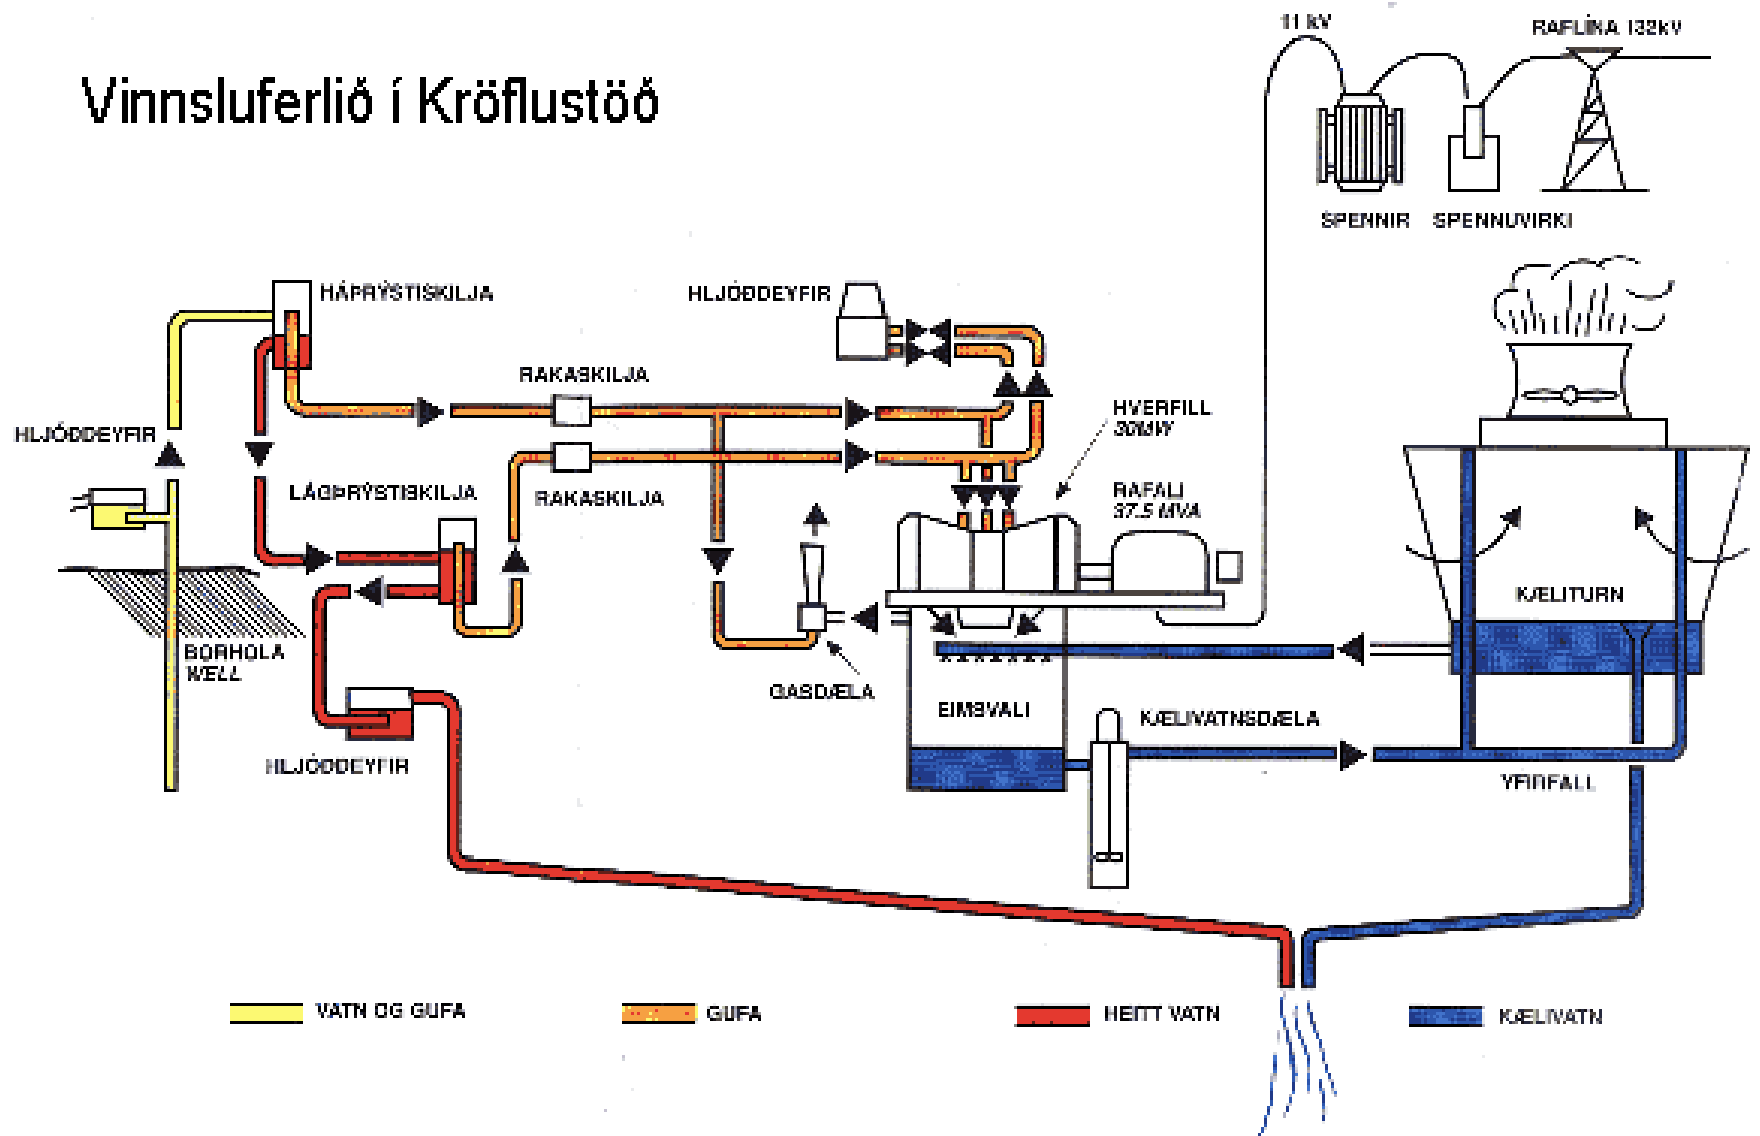 Vinnsluferlið í Kröflustöð
11 kV
RAFLÍNA 132kV
SPENNIR
SPENNUVIRKI
HÁÞRÝSTISKILJA
HLJÓÐDEYFIR
RAKASKILJA
HVERFILL
30MW
HLJÓÐDEYFIR
LÁGÞRÝSTISKILJA
RAKASKILJA
RAFALI
37.5 MVA
KÆLITURN
BORHOLA
WELL
GASDÆLA
EIMSVALI
KÆLIVATNSDÆLA
HLJÓÐDEYFIR
YFIRFALL
VATN OG GUFA
GUFA
HEITT VATN
KÆLIVATN